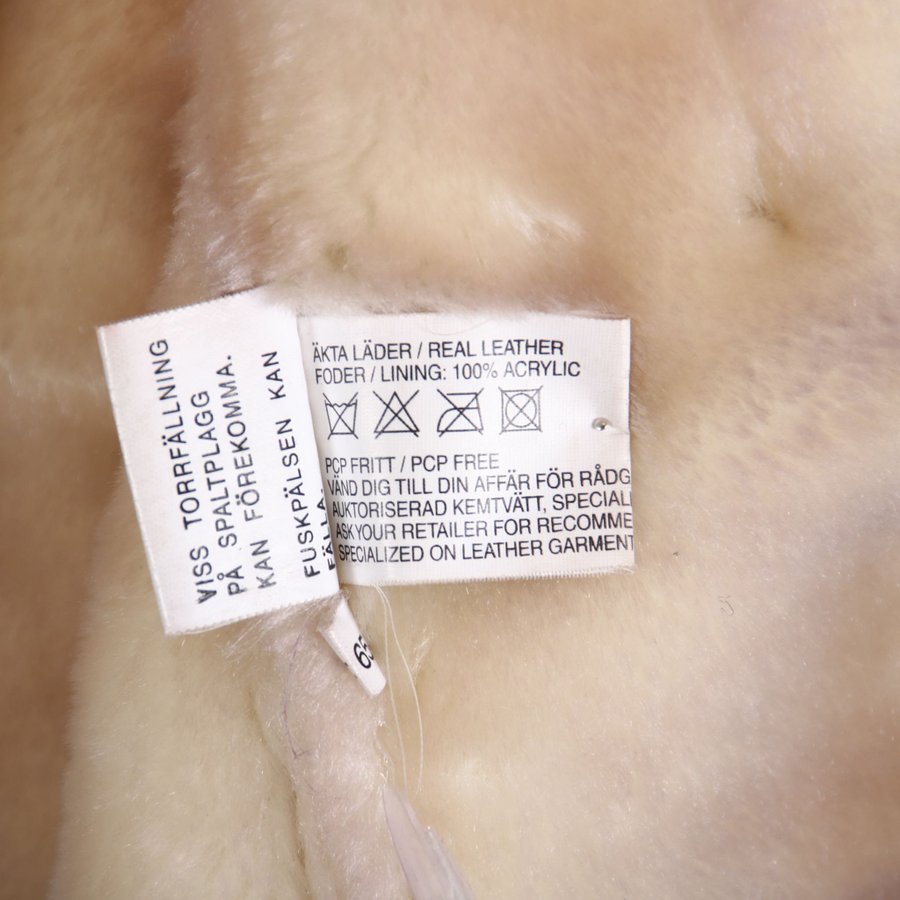 VISS TORRFÄLLNING
PÅ SPALTPLAGG
KAN FÖREKOMMA.
FUSKPÄLSEN KAN
FÄLLA.
ÄKTA LÄDER / REAL LEATHER
FODER / LINING: 100% ACRYLIC
PCP FRITT / PCP FREE
VÄND DIG TILL DIN AFFÄR FÖR RÅDG
AUKTORISERAD KEMTVÄTT, SPECIALI
ASK YOUR RETAILER FOR RECOMME
SPECIALIZED ON LEATHER GARMENT